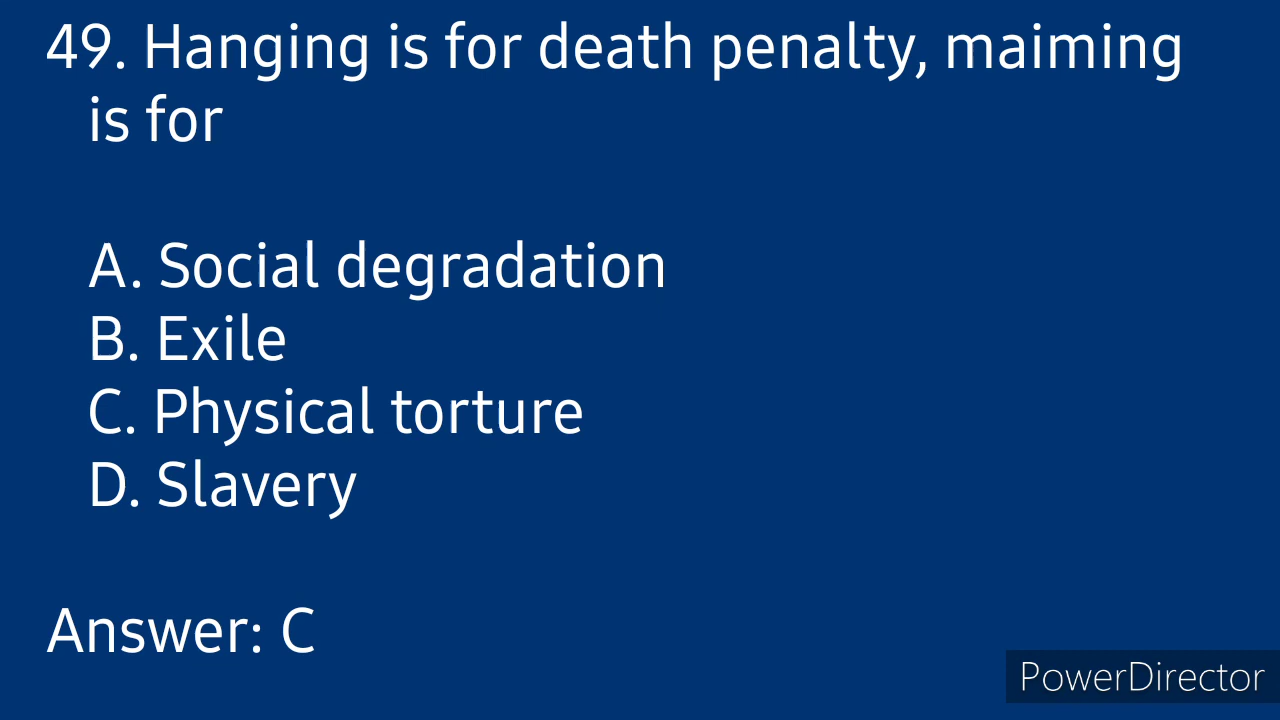 49. Hanging is for death penalty, maiming
is for
A. Social degradation
B. Exile
C. Physical torture
D. Slavery
Answer: C
PowerDirector